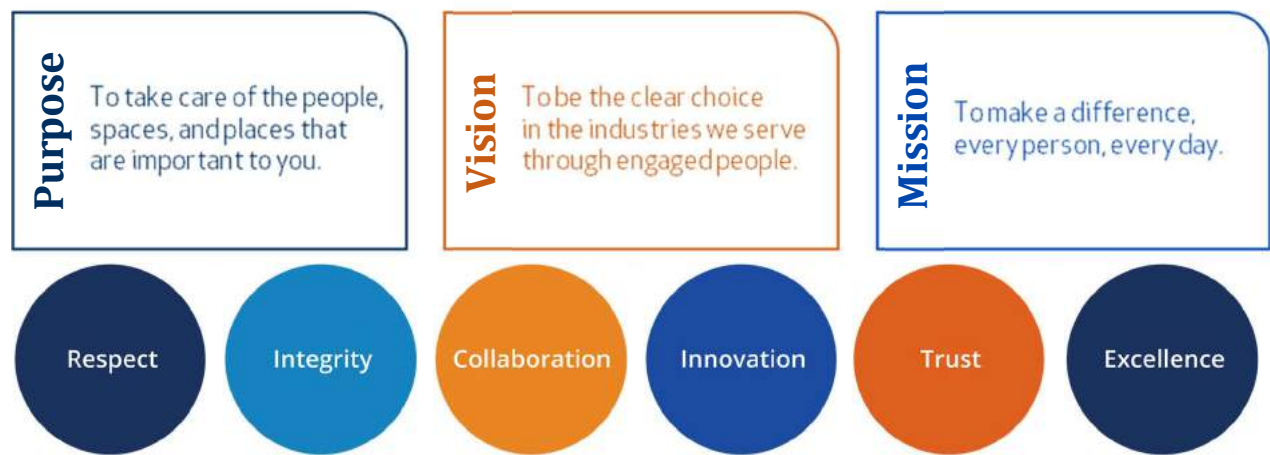 Purpose
To take care of the people,
spaces, and places that
are important to you.
Vision
To be the clear choice
in the industries we serve
through engaged people.
Mission
To make a difference,
every person, every day.
Respect
Integrity
Collaboration
Innovation
Trust
Excellence